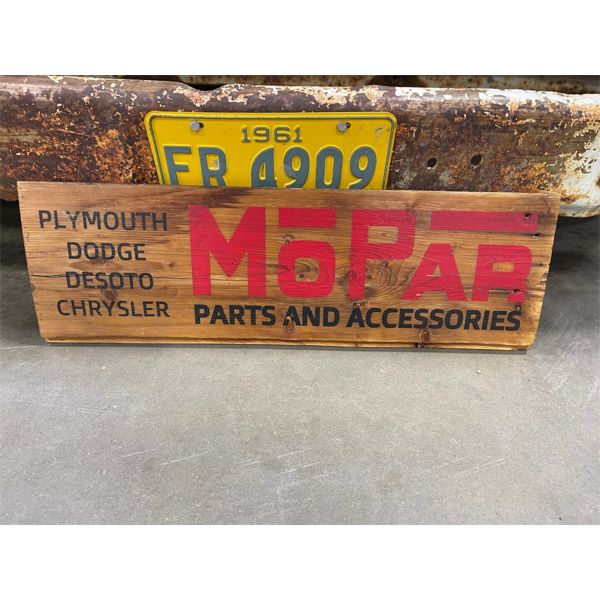 1961
FR 4909
PLYMOUTH
DODGE
DESOTO
CHRYSLER
MoPAR
PARTS AND ACCESSORIES